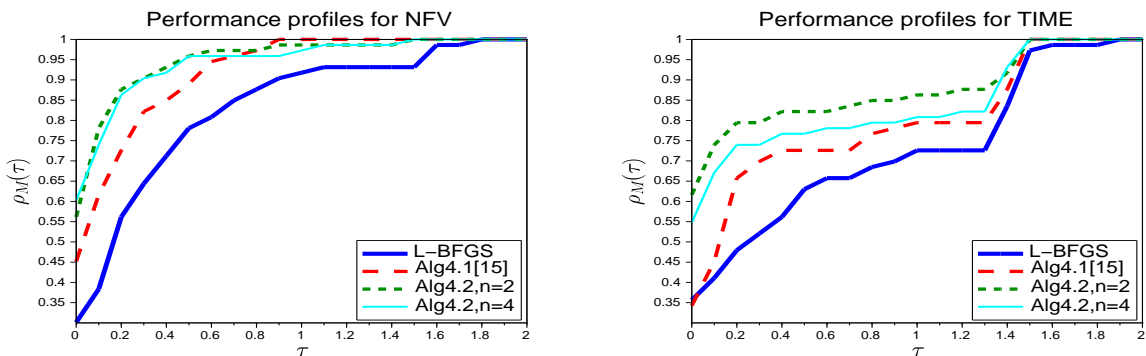 Performance profiles for NFV
1
0.95
0.9
0.85
0.8
0.75
0.7
0.65
0.6
0.55
0.5
0.45
0.4
0.35
ρ_M(τ)
0 0.2 0.4 0.6 0.8 1 1.2 1.4 1.6 1.8 2
τ
L−BFGS
Alg4.1[15]
Alg4.2,n=2
Alg4.2,n=4
Performance profiles for TIME
1
0.95
0.9
0.85
0.8
0.75
0.7
0.65
0.6
0.55
0.5
0.45
0.4
0.35
ρ_M(τ)
0 0.2 0.4 0.6 0.8 1 1.2 1.4 1.6 1.8 2
τ
L−BFGS
Alg4.1[15]
Alg4.2,n=2
Alg4.2,n=4